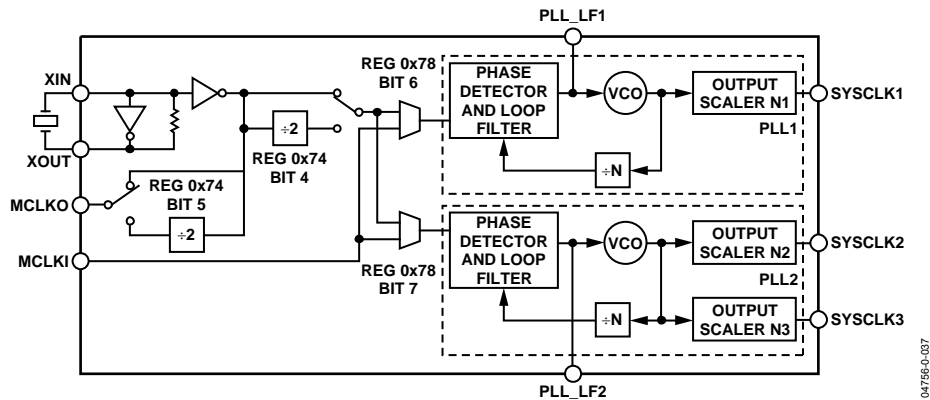 PLL_LF1
XIN
XOUT
MCLKO
MCLKI
REG 0x74
BIT 5
÷2
÷2
REG 0x74
BIT 4
REG 0x78
BIT 6
REG 0x78
BIT 7
PHASE
DETECTOR
AND LOOP
FILTER
VCO
÷N
OUTPUT
SCALER N1
PLL1
SYSCLK1
PHASE
DETECTOR
AND LOOP
FILTER
VCO
÷N
OUTPUT
SCALER N2
PLL2
OUTPUT
SCALER N3
SYSCLK2
SYSCLK3
PLL_LF2
04756-0-037